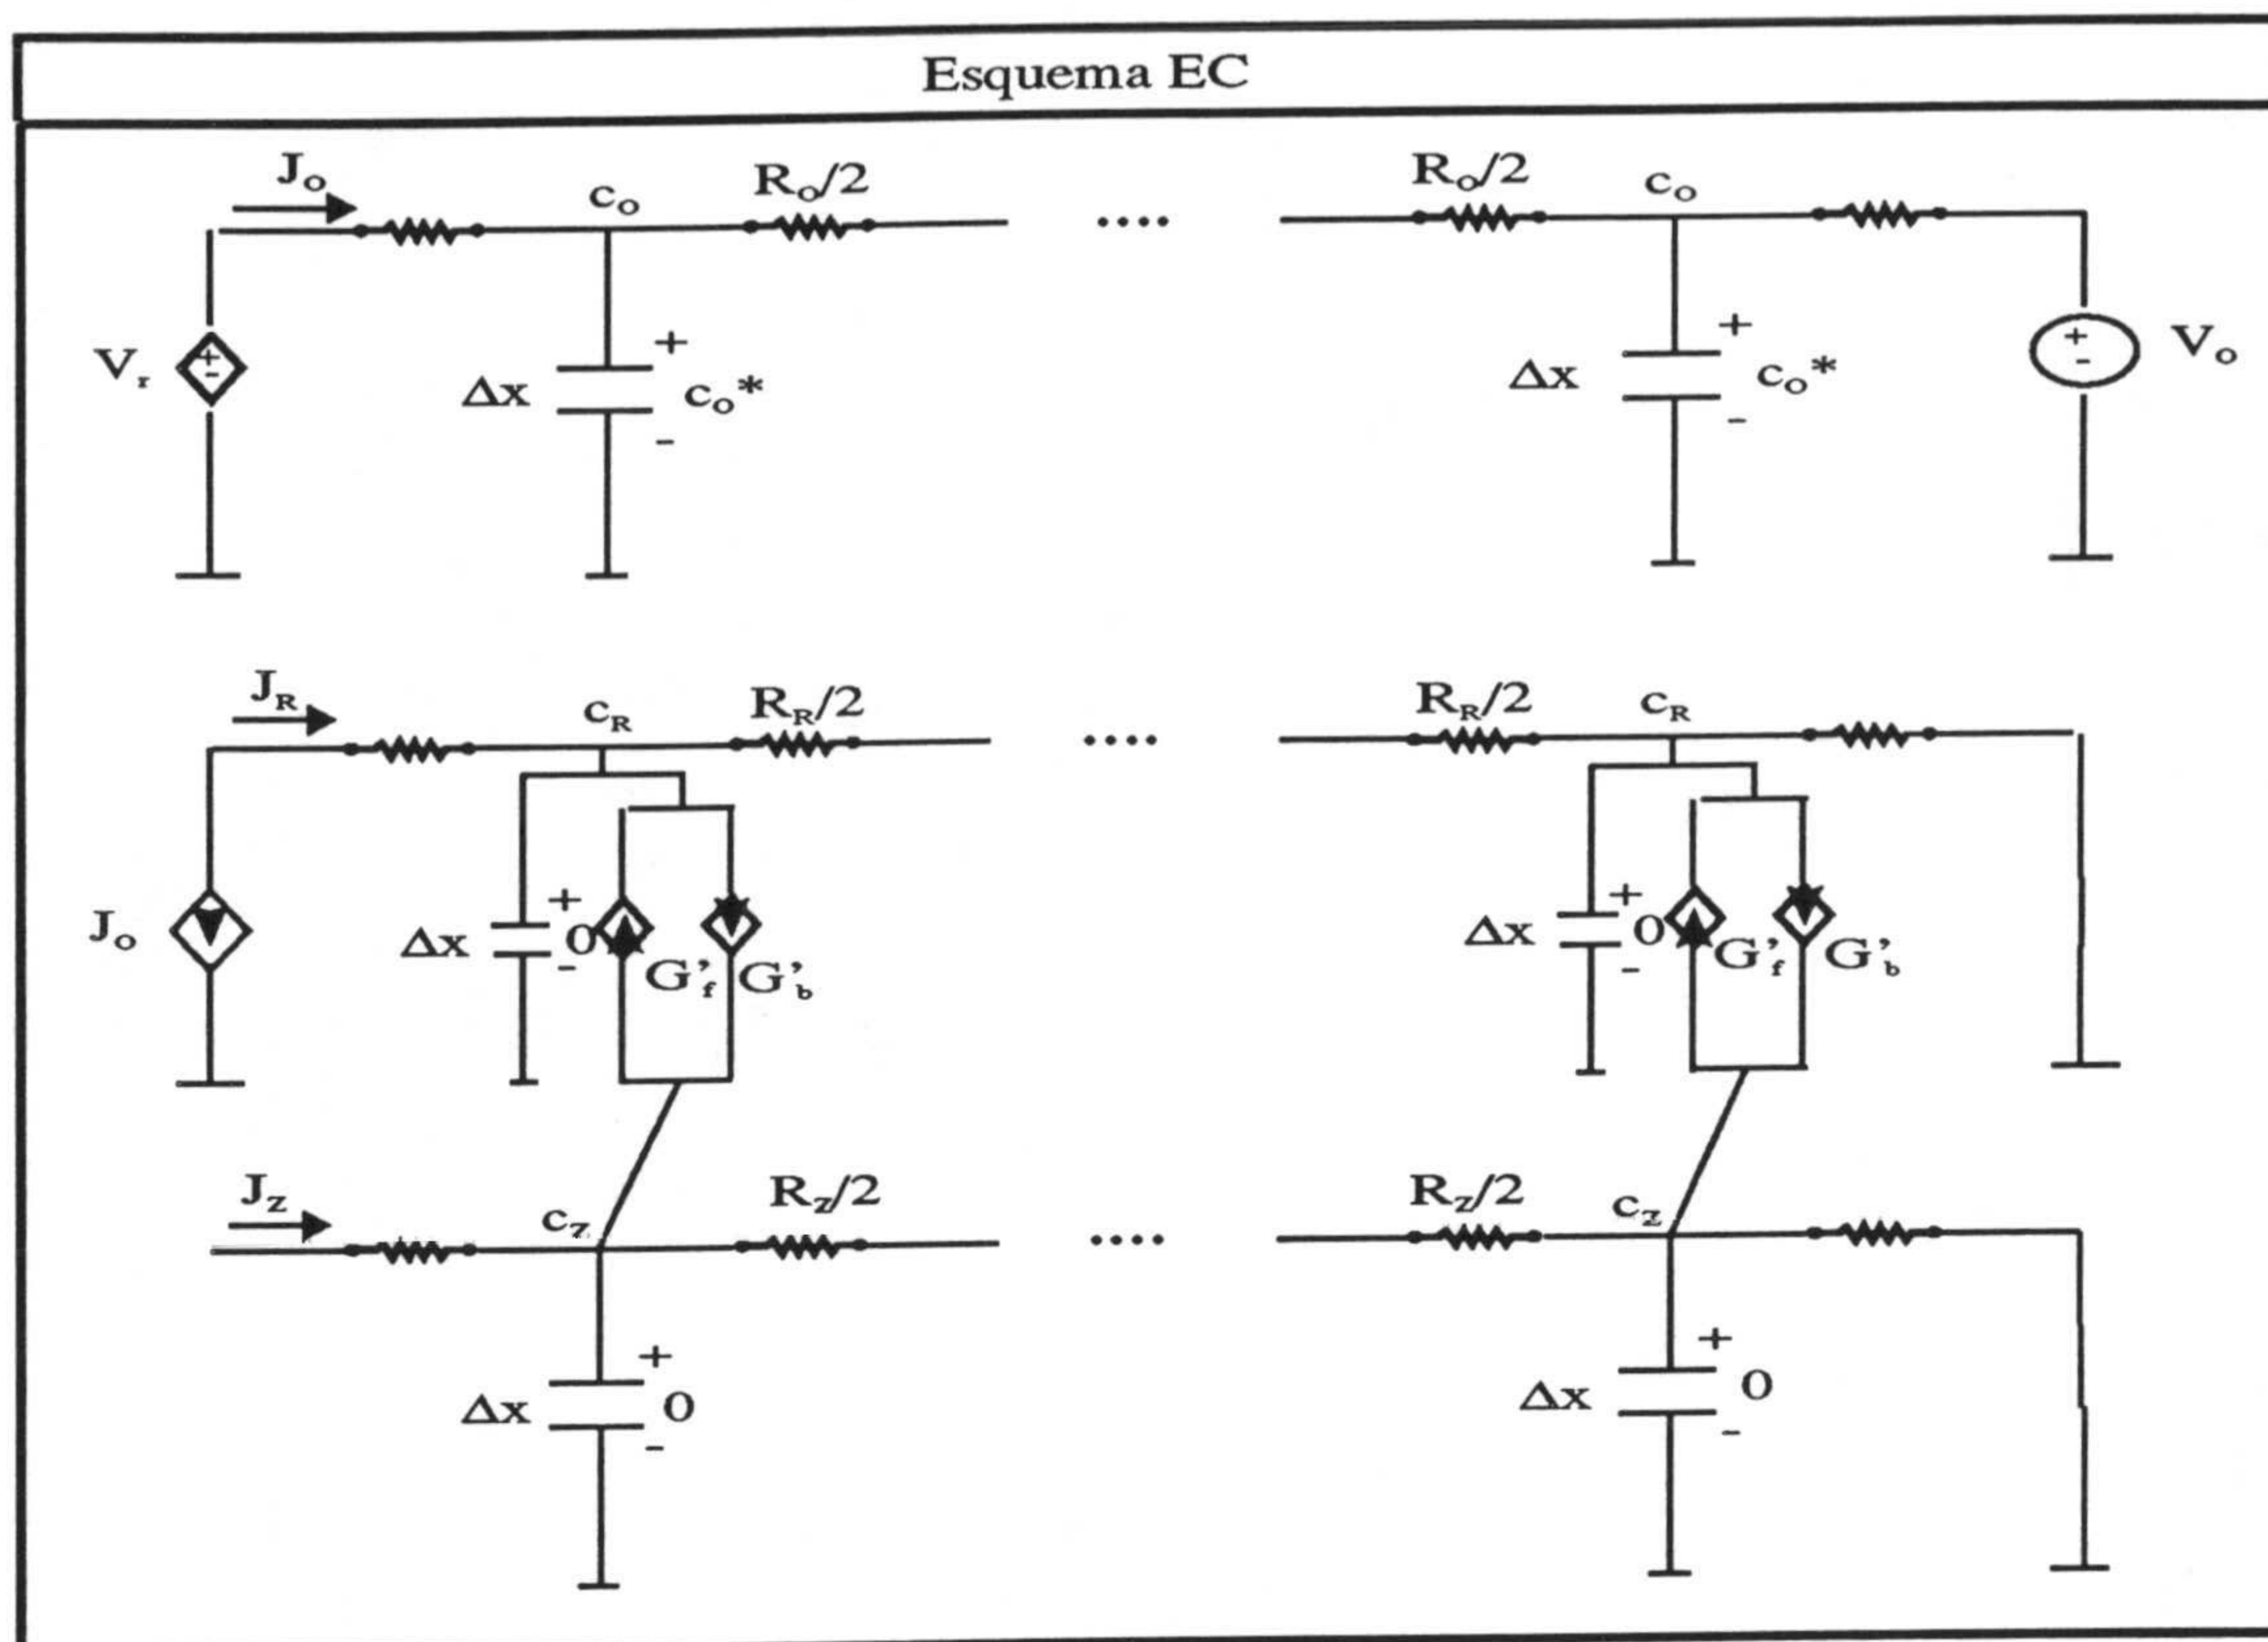 Esquema EC
Jo Ro/2 Ro/2
co co
+ +
Vr + - Δx co* Δx co* + - Vo
- -
JR RR/2 RR/2
cR cR
+ +
Jo Δx 0 G'f G'b Δx 0 G'f G'b
- -
Jz Rz/2 Rz/2
cz cz
+ +
Δx 0 Δx 0
- -